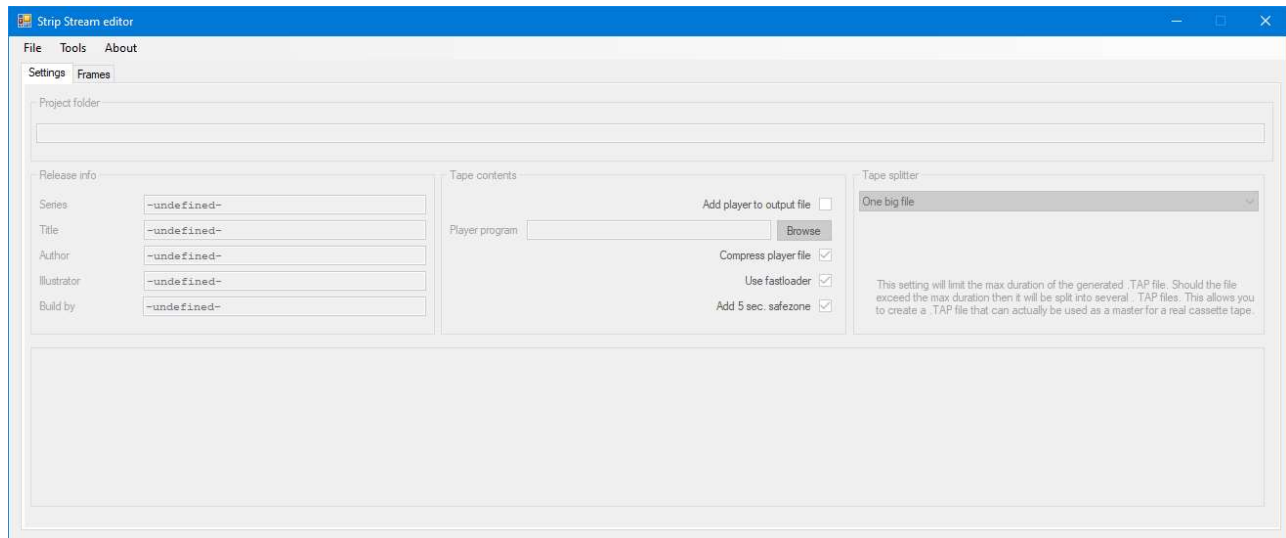 Strip Stream editor
File Tools About
Settings Frames
Project folder
Release info
Series -undefined-
Title -undefined-
Author -undefined-
Illustrator -undefined-
Build by -undefined-
Tape contents
Add player to output file
Player program Browse
Compress player file
Use fastloader
Add 5 sec. safezone
Tape splitter
One big file
This setting will limit the max duration of the generated .TAP file. Should the file
exceed the max duration then it will be split into several . TAP files. This allows you
to create a .TAP file that can actually be used as a master for a real cassette tape.